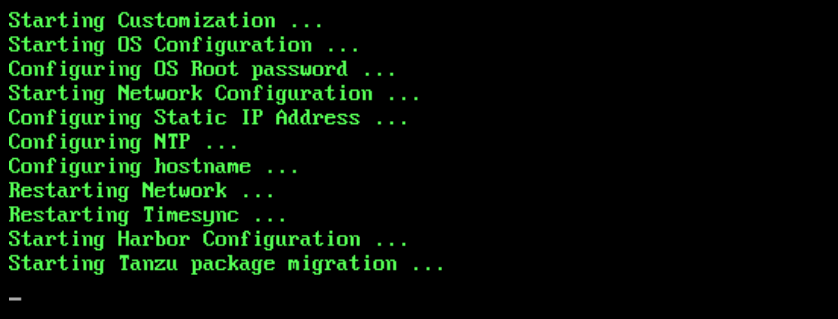 Starting Customization ...
Starting OS Configuration ...
Configuring OS Root password ...
Starting Network Configuration ...
Configuring Static IP Address ...
Configuring NTP ...
Configuring hostname ...
Restarting Network ...
Restarting Timesync ...
Starting Harbor Configuration ...
Starting Tanzu package migration ...